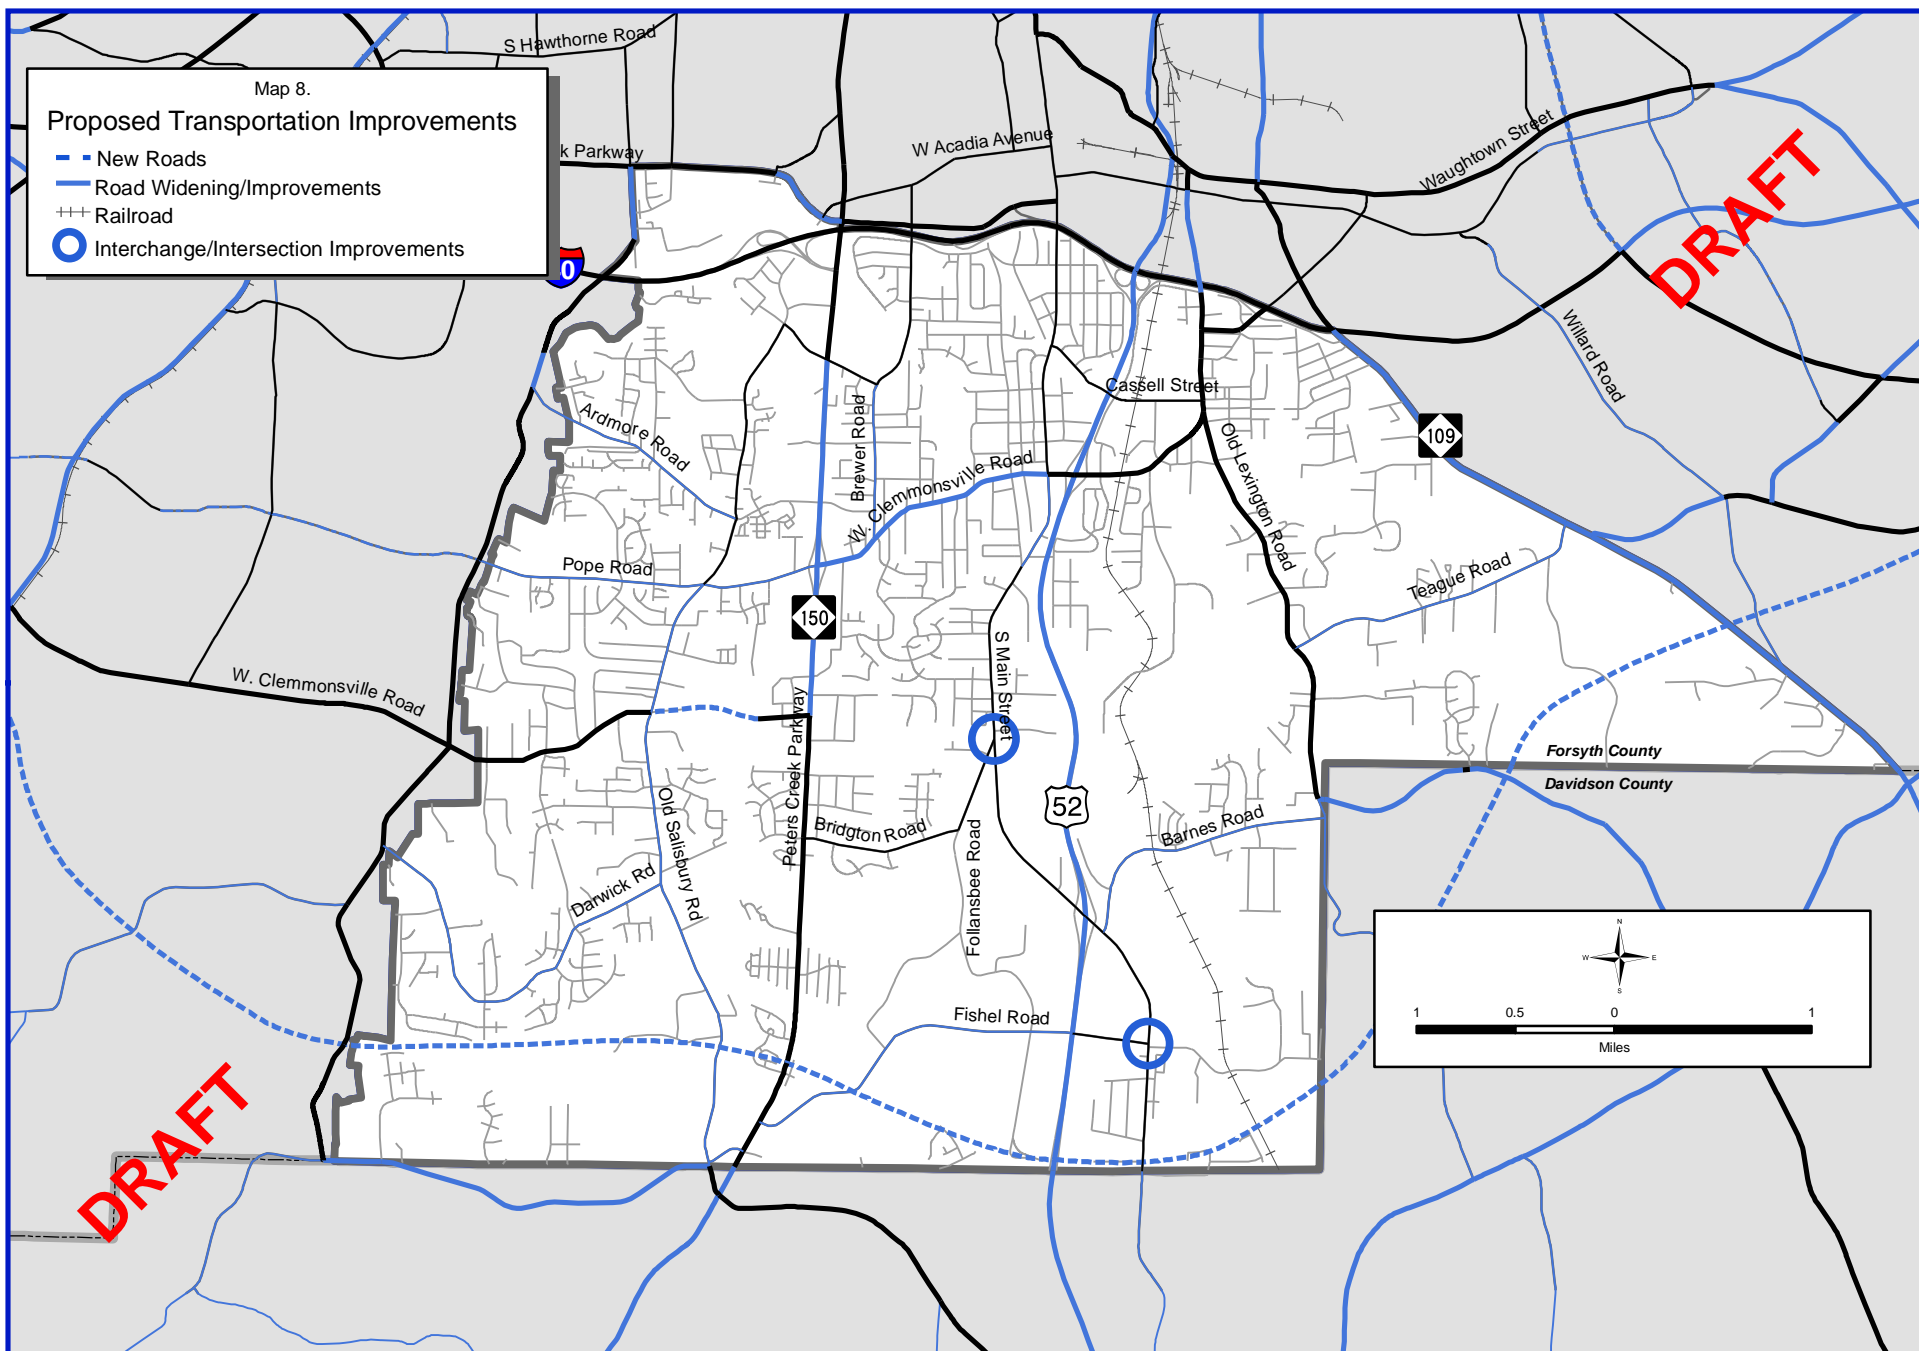 S Hawthorne Road
Map 8.
Proposed Transportation Improvements
New Roads
Road Widening/Improvements
Railroad
Interchange/Intersection Improvements
k Parkway
W Acadia Avenue
Waughtown Street
DRAFT
0
Willard Road
Cassell Street
Ardmore Road
Brewer Road
109
Old Lexington Road
W. Clemmonsville Road
Pope Road
Teague Road
150
S Main Street
W. Clemmonsville Road
Peters Creek Parkway
Forsyth County
Davidson County
52
Old Salisbury Rd
Bridgton Road
Barnes Road
Follansbee Road
Darwick Rd
N
W E
S
Fishel Road
1 0.5 0 1
Miles
DRAFT